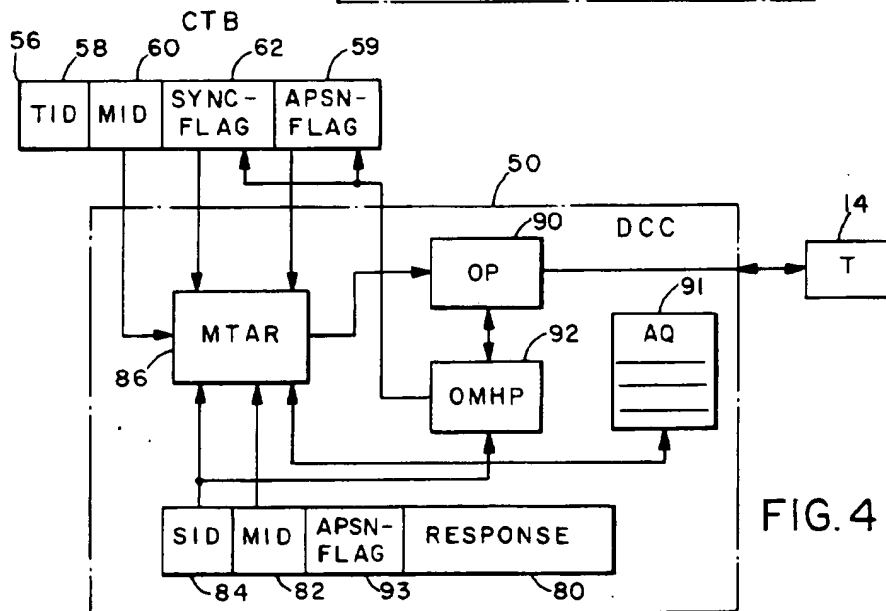 CTB
56 58 60 62 59
TID MID SYNC-FLAG APSN-FLAG
50
DCC
90
OP
14
T
91
AQ
MTAR
86
92
OMHP
SID MID APSN-FLAG RESPONSE
84 82 93 80
FIG. 4